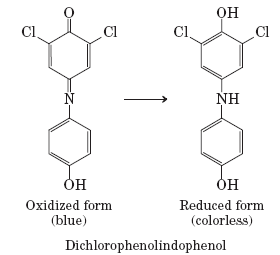 O
OH
Cl Cl Cl Cl
N NH
OH OH
Oxidized form Reduced form
(blue) (colorless)
Dichlorophenolindophenol